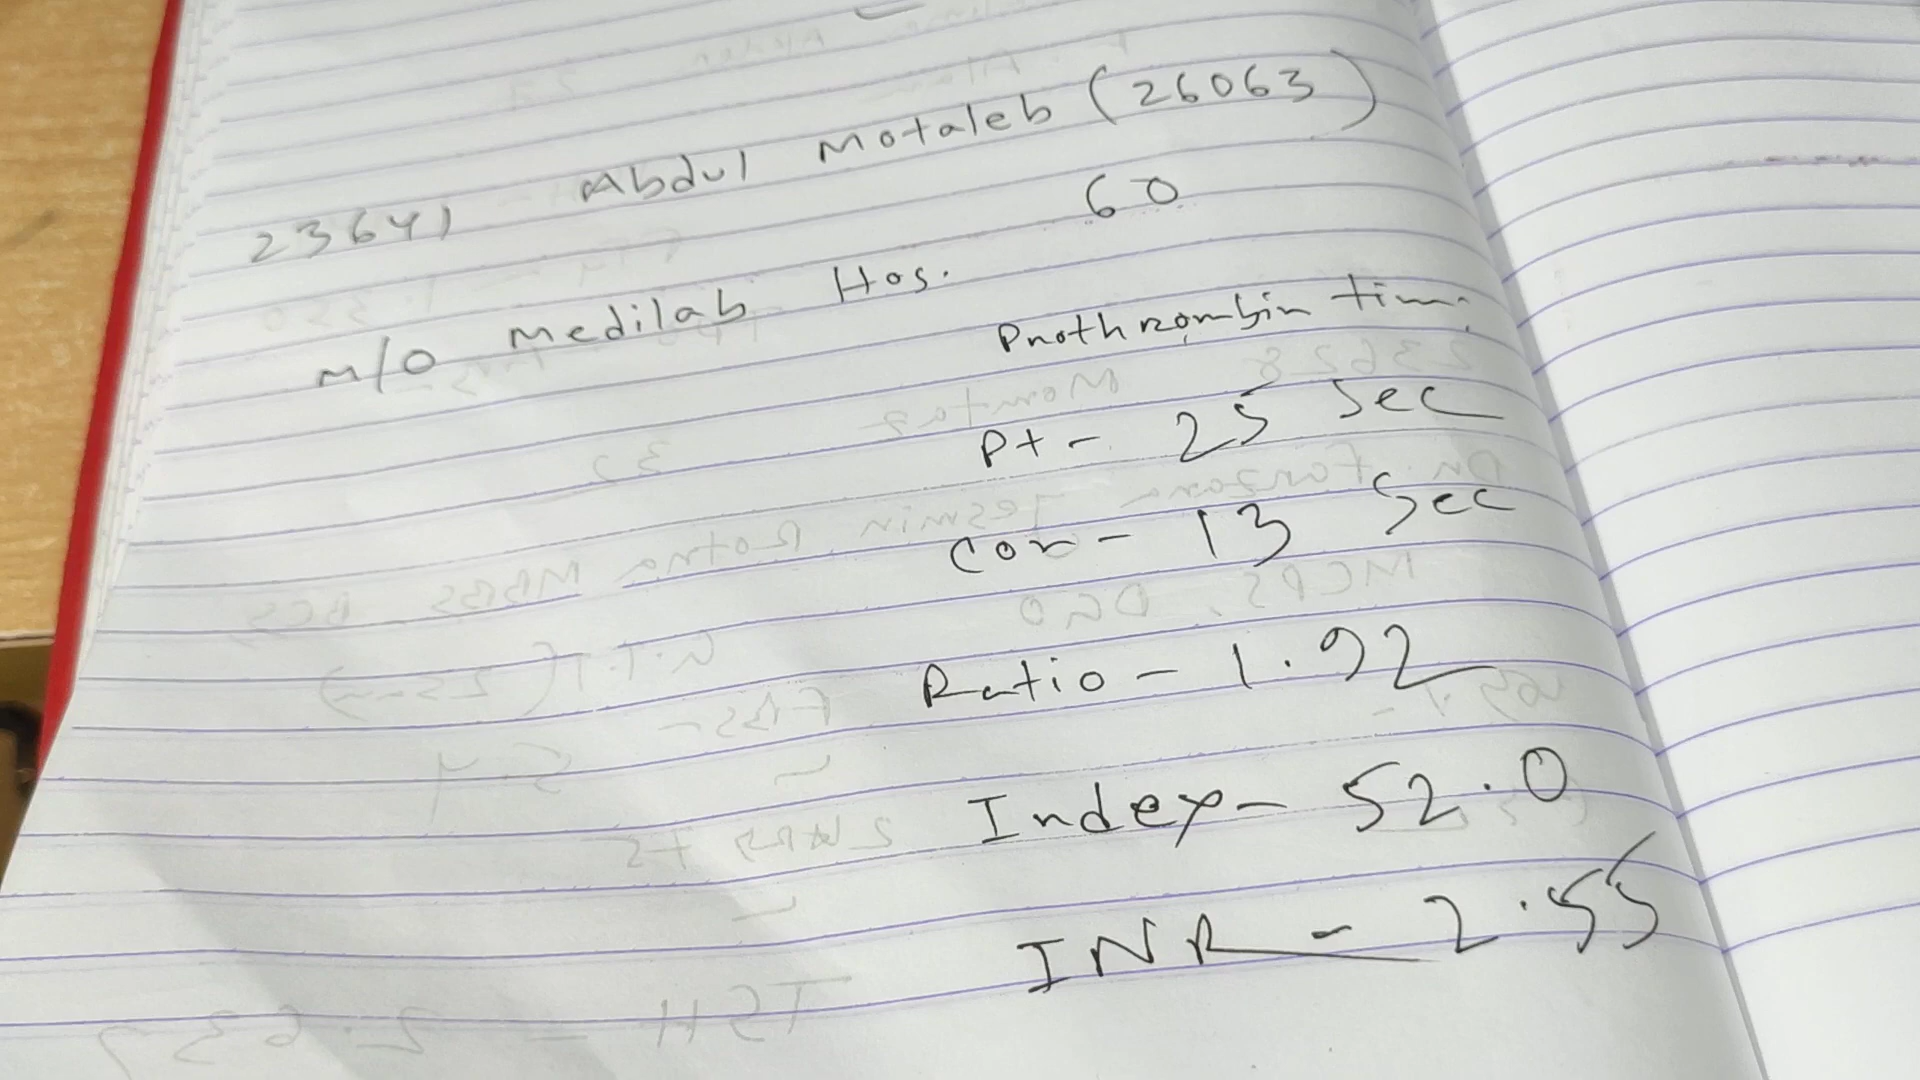 23641 Abdul Motaleb (26063)
60
M/O Medilab Hos.
Prothrombin time
Pt - 25 Sec
Con - 13 Sec
Ratio - 1.92
Index - 52.0
INR - 2.55